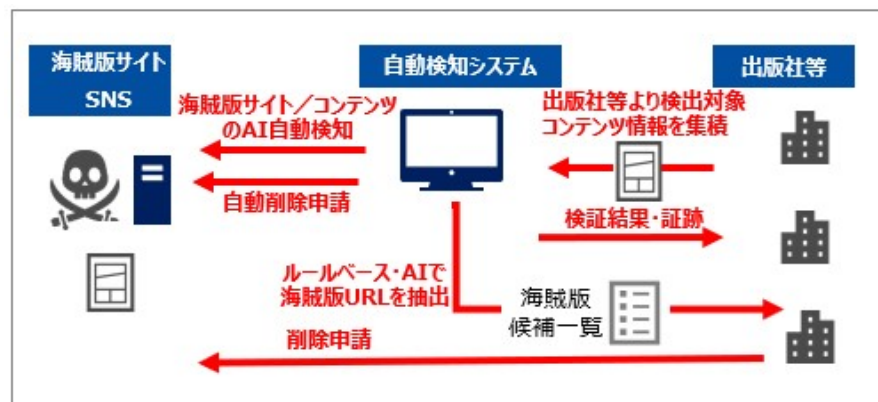 海賊版サイト
SNS
自動検知システム
出版社等
海賊版サイト／コンテンツ
のAI自動検知
出版社等より検出対象
コンテンツ情報を集積
自動削除申請
検証結果・証跡
ルールベース・AIで
海賊版URLを抽出
海賊版
候補一覧
削除申請